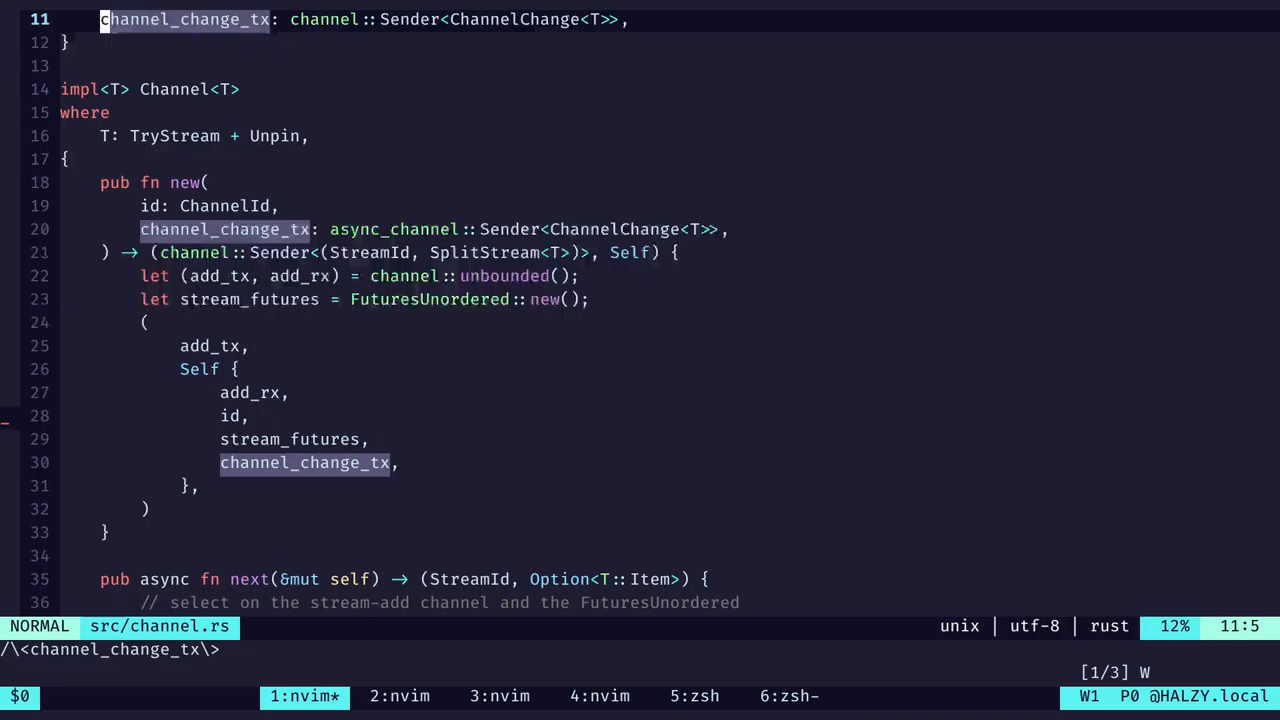 11 channel_change_tx: channel::Sender<ChannelChange<T>>,
12 }
13
14 impl<T> Channel<T>
15 where
16 T: TryStream + Unpin,
17 {
18 pub fn new(
19 id: ChannelId,
20 channel_change_tx: async_channel::Sender<ChannelChange<T>>,
21 ) -> (channel::Sender<(StreamId, SplitStream<T>)>, Self) {
22 let (add_tx, add_rx) = channel::unbounded();
23 let stream_futures = FuturesUnordered::new();
24 (
25 add_tx,
26 Self {
27 add_rx,
28 id,
29 stream_futures,
30 channel_change_tx,
31 },
32 )
33 }
34
35 pub async fn next(&mut self) -> (StreamId, Option<T::Item>) {
36 // select on the stream-add channel and the FuturesUnordered
NORMAL src/channel.rs unix | utf-8 | rust 12% 11:5
/\<channel_change_tx\>
[1/3] W
$0 1:nvim* 2:nvim 3:nvim 4:nvim 5:zsh 6:zsh- W1 P0 @HALZY.local